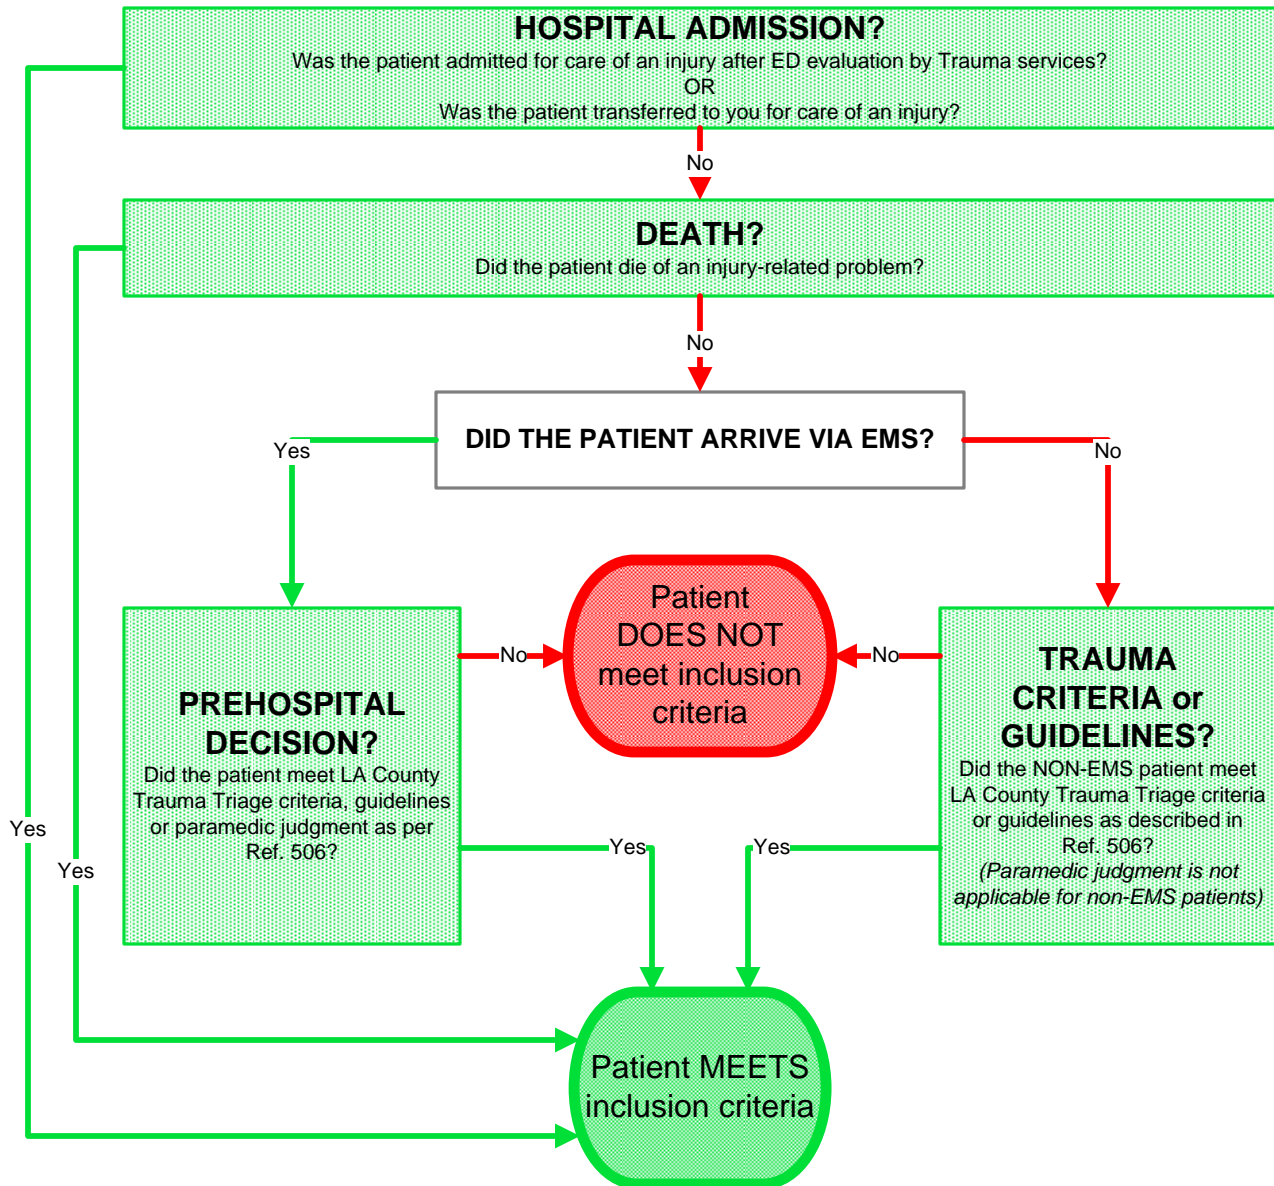 HOSPITAL ADMISSION?
Was the patient admitted for care of an injury after ED evaluation by Trauma services?
OR
Was the patient transferred to you for care of an injury?
No
DEATH?
Did the patient die of an injury-related problem?
No
DID THE PATIENT ARRIVE VIA EMS?
Yes
No
Patient
DOES NOT
meet inclusion
criteria
No
No
PREHOSPITAL
DECISION?
Did the patient meet LA County
Trauma Triage criteria, guidelines
or paramedic judgment as per
Ref. 506?
TRAUMA
CRITERIA or
GUIDELINES?
Did the NON-EMS patient meet
LA County Trauma Triage criteria
or guidelines as described in
Ref. 506?
(Paramedic judgment is not
applicable for non-EMS patients)
Yes
Yes
Yes
Yes
Patient MEETS
inclusion criteria